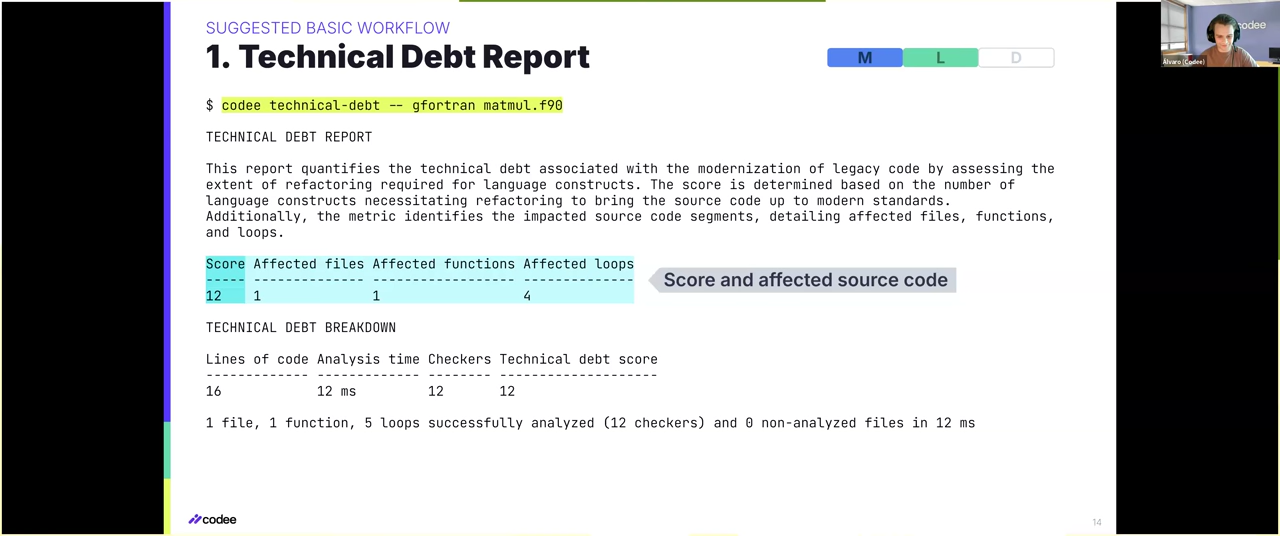 SUGGESTED BASIC WORKFLOW
1. Technical Debt Report
M L D
$ codee technical-debt -- gfortran matmul.f90
TECHNICAL DEBT REPORT
This report quantifies the technical debt associated with the modernization of legacy code by assessing the
extent of refactoring required for language constructs. The score is determined based on the number of
language constructs necessitating refactoring to bring the source code up to modern standards.
Additionally, the metric identifies the impacted source code segments, detailing affected files, functions,
and loops.
Score Affected files Affected functions Affected loops
----- -------------- ------------------ --------------
12 1 1 4
Score and affected source code
TECHNICAL DEBT BREAKDOWN
Lines of code Analysis time Checkers Technical debt score
------------- ------------- -------- --------------------
16 12 ms 12 12
1 file, 1 function, 5 loops successfully analyzed (12 checkers) and 0 non-analyzed files in 12 ms
codee
14
codee
Álvaro (Codee)